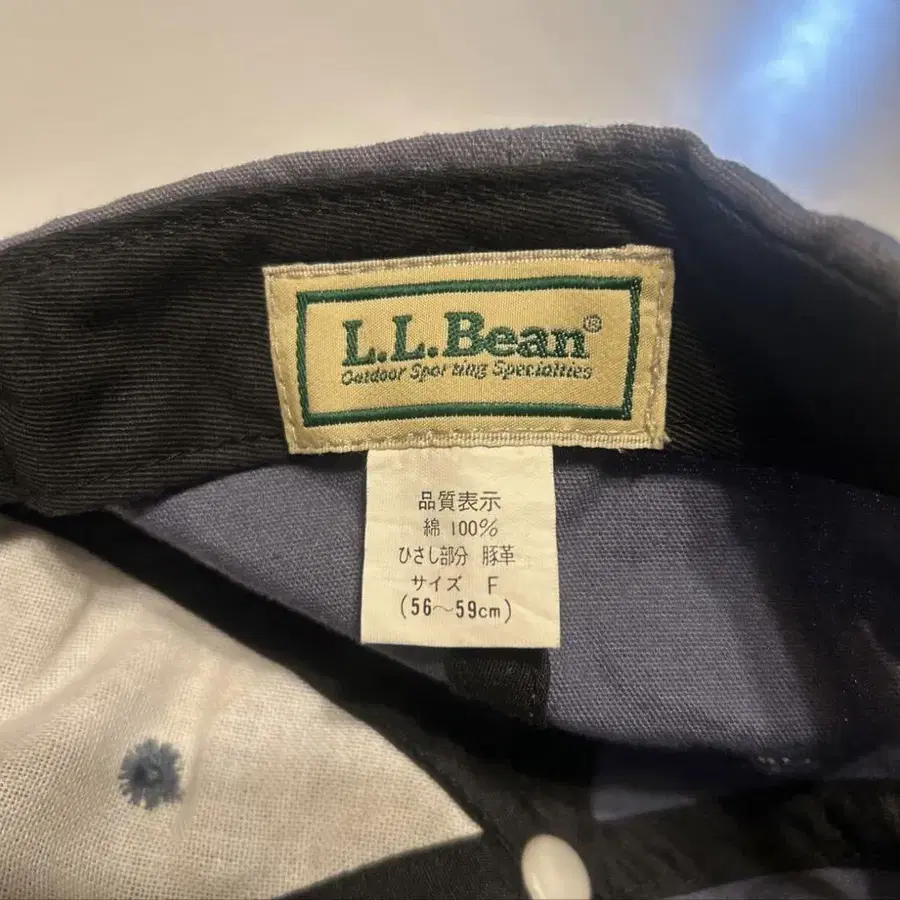 L.L.Bean®
Outdoor Sporting Specialties
品質表示
綿 100%
ひさし部分 豚革
サイズ F
(56〜59cm)